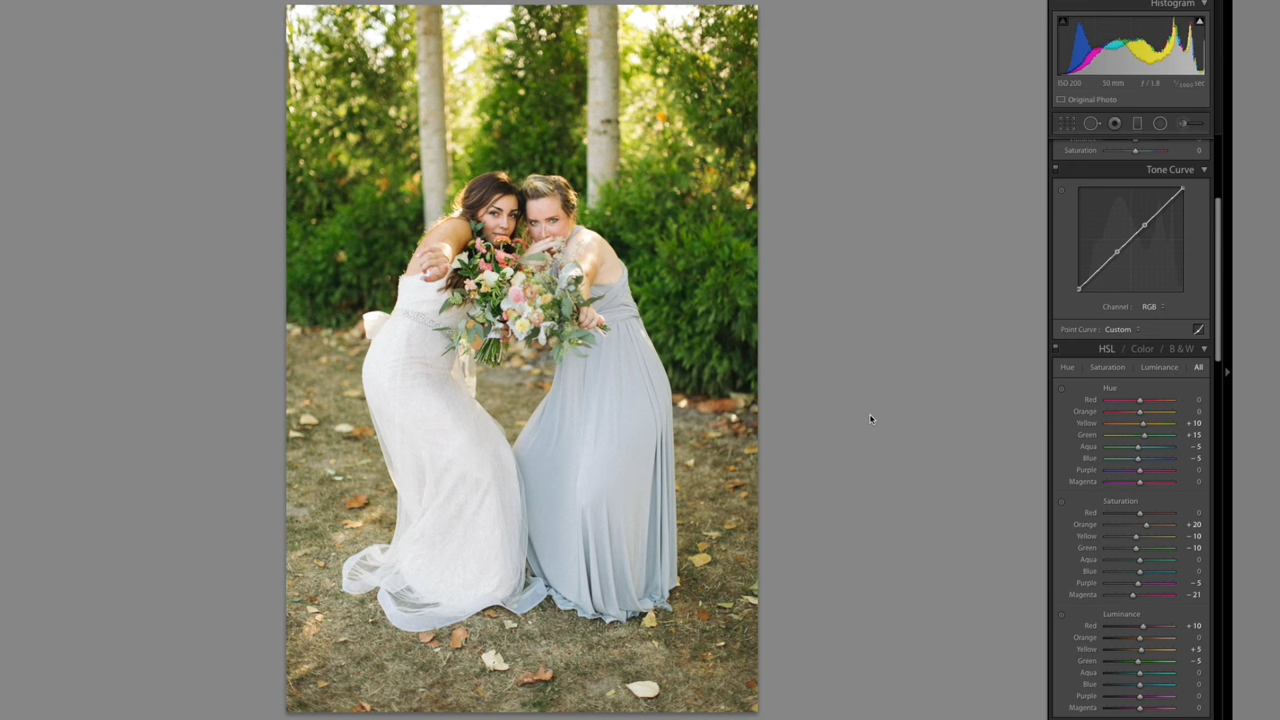 Histogram
ISO 200 50 mm ƒ / 1.8
Original Photo
Saturation 0
Tone Curve
Channel : RGB
Point Curve : Custom
HSL / Color / B & W
Hue Saturation Luminance All
Hue
Red 0
Orange 0
Yellow + 10
Green + 15
Aqua – 5
Blue – 5
Purple 0
Magenta 0
Saturation
Red 0
Orange + 20
Yellow – 10
Green – 10
Aqua 0
Blue 0
Purple – 5
Magenta – 21
Luminance
Red + 10
Orange 0
Yellow + 5
Green – 5
Aqua 0
Blue 0
Purple 0
Magenta 0